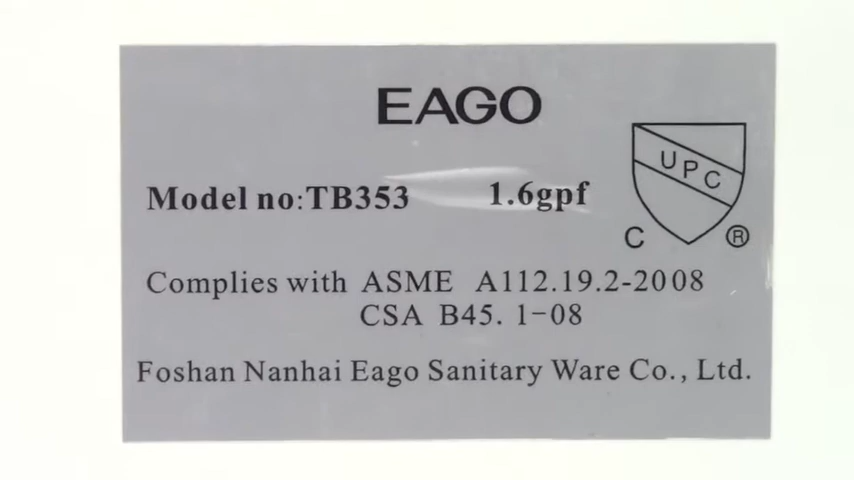 EAGO
Model no:TB353 1.6gpf
UPC
C ®
Complies with ASME A112.19.2-2008
CSA B45. 1-08
Foshan Nanhai Eago Sanitary Ware Co., Ltd.